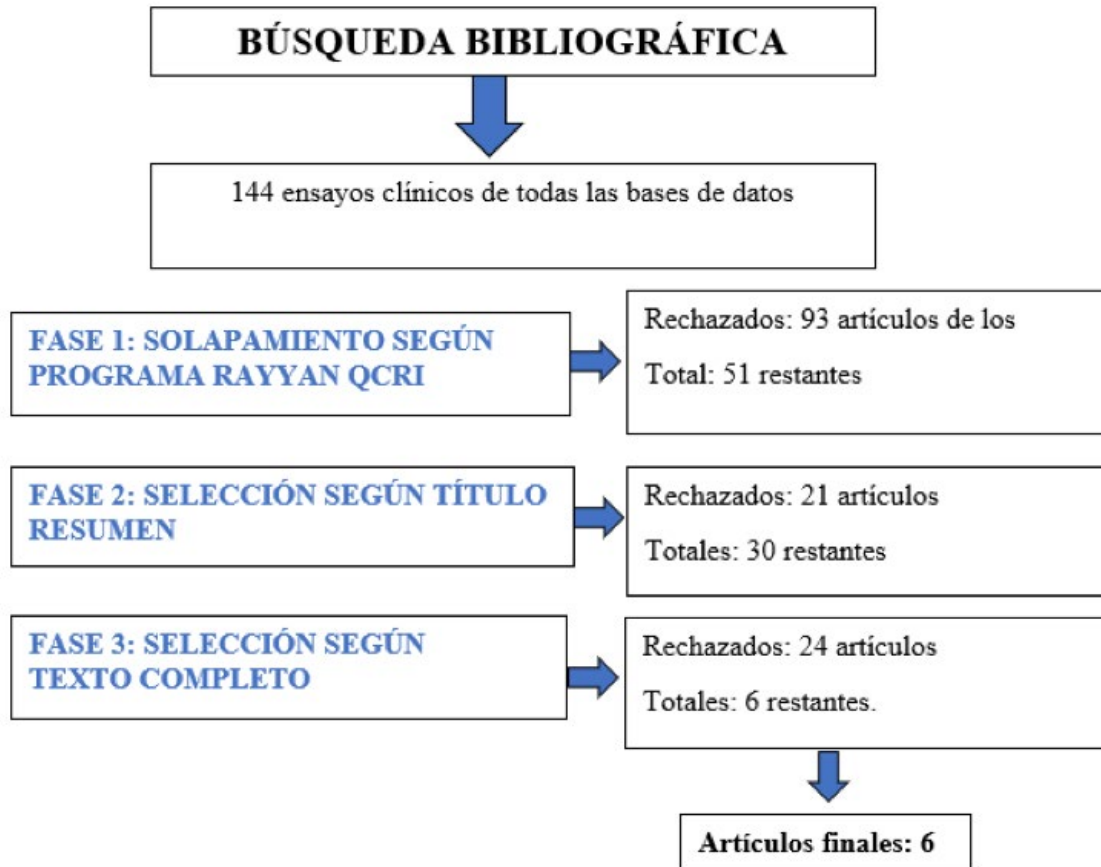 BÚSQUEDA BIBLIOGRÁFICA
144 ensayos clínicos de todas las bases de datos
FASE 1: SOLAPAMIENTO SEGÚN
PROGRAMA RAYYAN QCRI
Rechazados: 93 artículos de los
Total: 51 restantes
FASE 2: SELECCIÓN SEGÚN TÍTULO
RESUMEN
Rechazados: 21 artículos
Totales: 30 restantes
FASE 3: SELECCIÓN SEGÚN
TEXTO COMPLETO
Rechazados: 24 artículos
Totales: 6 restantes.
Artículos finales: 6